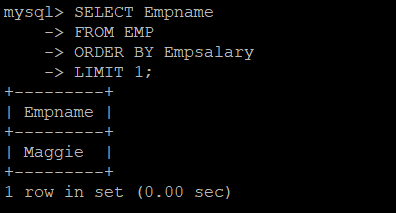 mysql> SELECT Empname
    -> FROM EMP
    -> ORDER BY Empsalary
    -> LIMIT 1;
+---------+
| Empname |
+---------+
| Maggie  |
+---------+
1 row in set (0.00 sec)